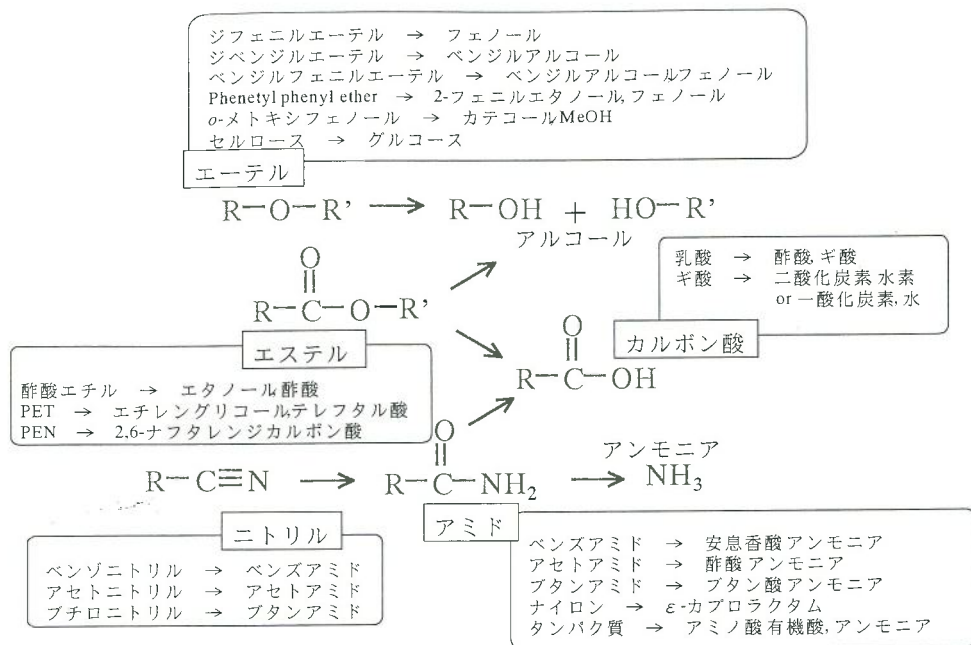 ジフェニルエーテル → フェノール
ジベンジルエーテル → ベンジルアルコール
ベンジルフェニルエーテル → ベンジルアルコールフェノール
Phenetyl phenyl ether → 2-フェニルエタノール,フェノール
o-メトキシフェノール → カテコール,MeOH
セルロース → グルコース
エーテル
R-O-R' → R-OH + HO-R'
アルコール
乳酸 → 酢酸,ギ酸
ギ酸 → 二酸化炭素 水素
or 一酸化炭素,水
カルボン酸
O
R-C-O-R'
エステル
酢酸エチル → エタノール酢酸
PET → エチレングリコール,テレフタル酸
PEN → 2,6-ナフタレンジカルボン酸
O
R-C-OH
R-C≡N → 
O
R-C-NH2 → NH3
アンモニア
ニトリル
ベンゾニトリル → ベンズアミド
アセトニトリル → アセトアミド
ブチロニトリル → ブタンアミド
アミド
ベンズアミド → 安息香酸アンモニア
アセトアミド → 酢酸アンモニア
ブタンアミド → ブタン酸アンモニア
ナイロン → ε-カプロラクタム
タンパク質 → アミノ酸有機酸,アンモニア